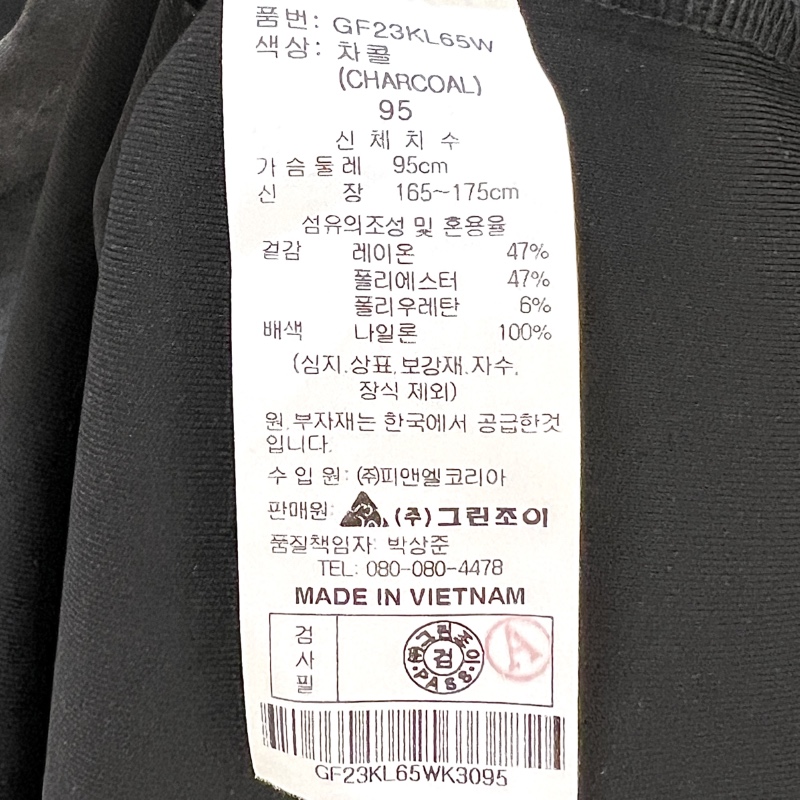 품번: GF23KL65W
색상: 차콜
(CHARCOAL)
95
신 체 치 수
가슴둘레 95cm
신 장 165~175cm
섬유의조성 및 혼용율
겉감 레이온 47%
폴리에스터 47%
폴리우레탄 6%
배색 나일론 100%
(심지.상표.보강재.자수.
장식 제외)
원.부자재는 한국에서 공급한것
입니다.
수 입 원: (주)피앤엘코리아
판매원: (주)그린조이
품질책임자: 박상준
TEL: 080-080-4478
MADE IN VIETNAM
검사필
그린조이
검
PASS
A
GF23KL65WK3095